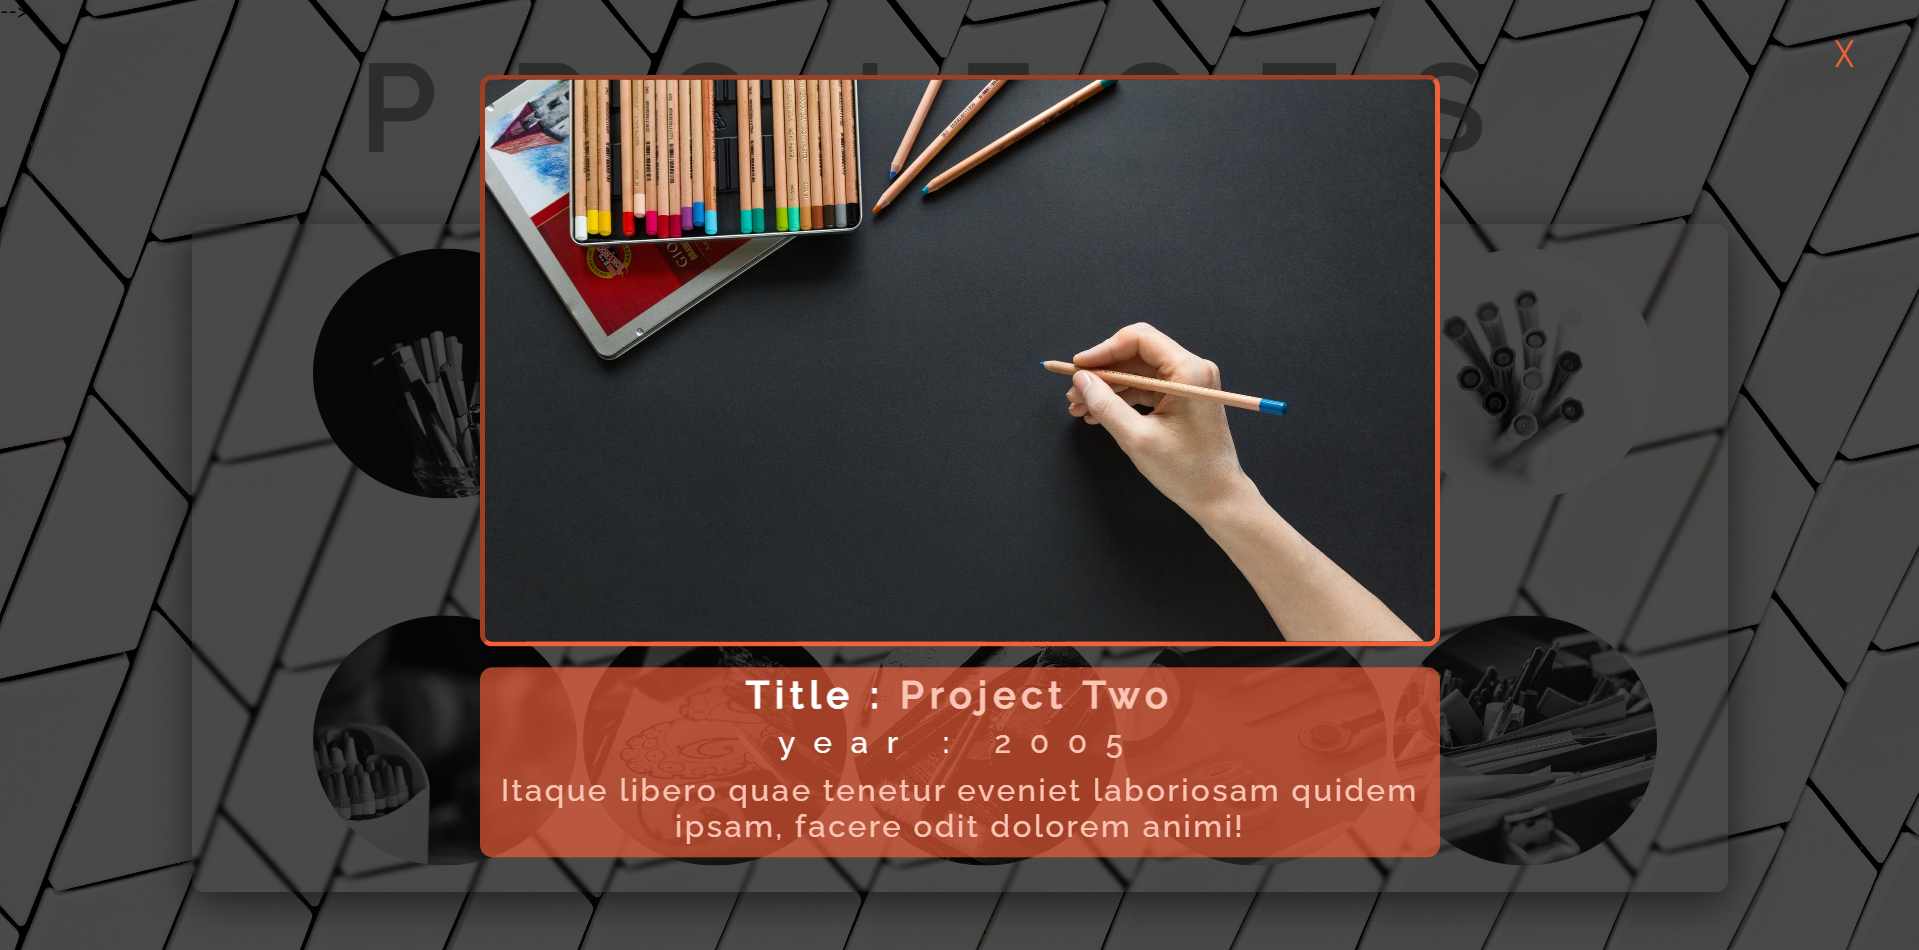 -->
X
P R O J E C T S
Title : Project Two
year : 2005
Itaque libero quae tenetur eveniet laboriosam quidem
ipsam, facere odit dolorem animi!